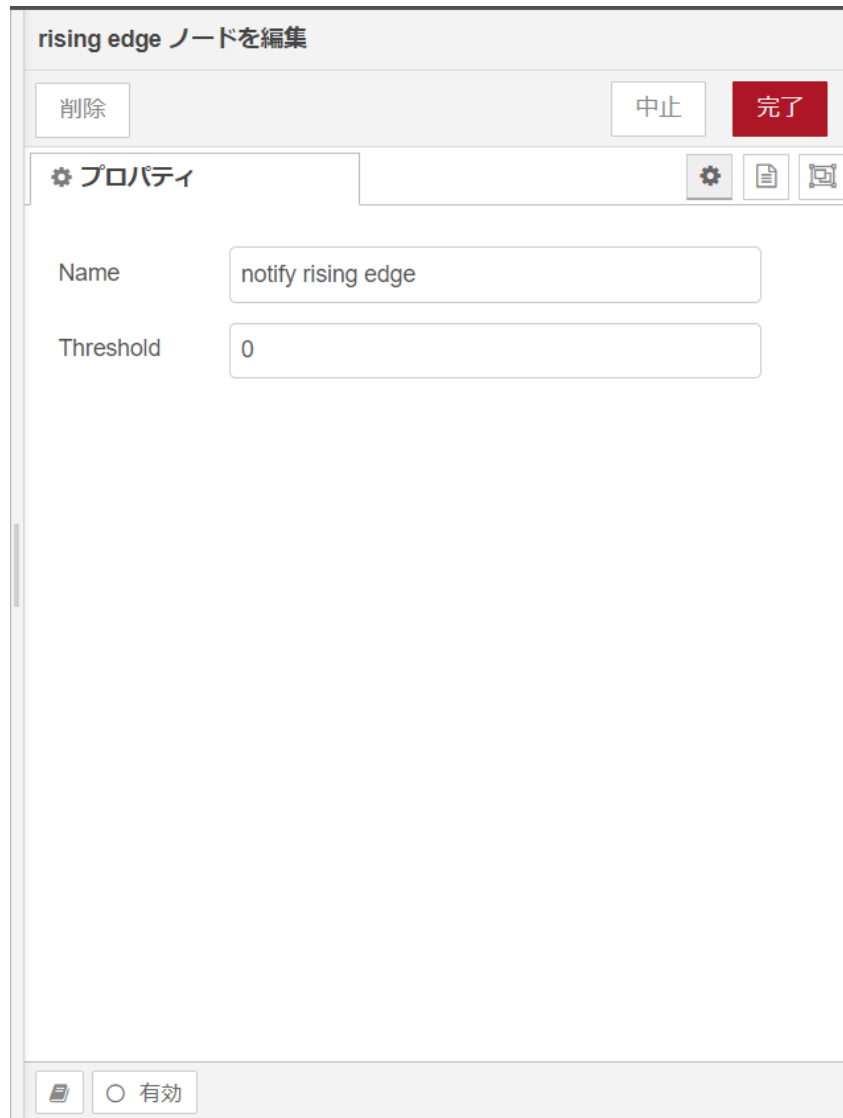 rising edge ノードを編集
削除
中止
完了
プロパティ
Name
notify rising edge
Threshold
0
有効